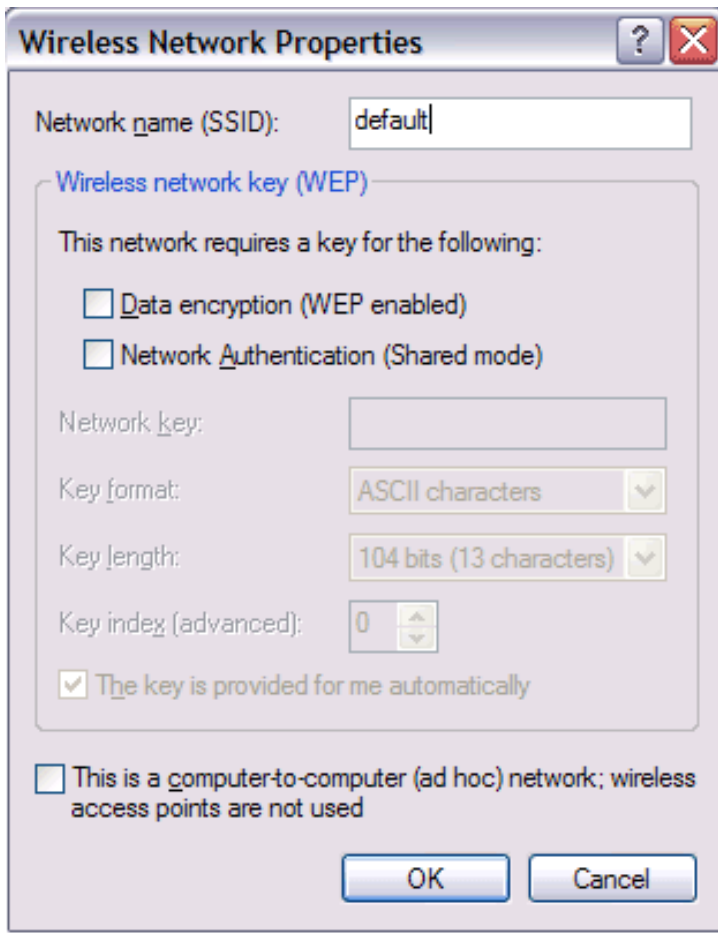 Wireless Network Properties
Network name (SSID): default
Wireless network key (WEP)
This network requires a key for the following:
Data encryption (WEP enabled)
Network Authentication (Shared mode)
Network key:
Key format: ASCII characters
Key length: 104 bits (13 characters)
Key index (advanced): 0
The key is provided for me automatically
This is a computer-to-computer (ad hoc) network; wireless
access points are not used
OK Cancel